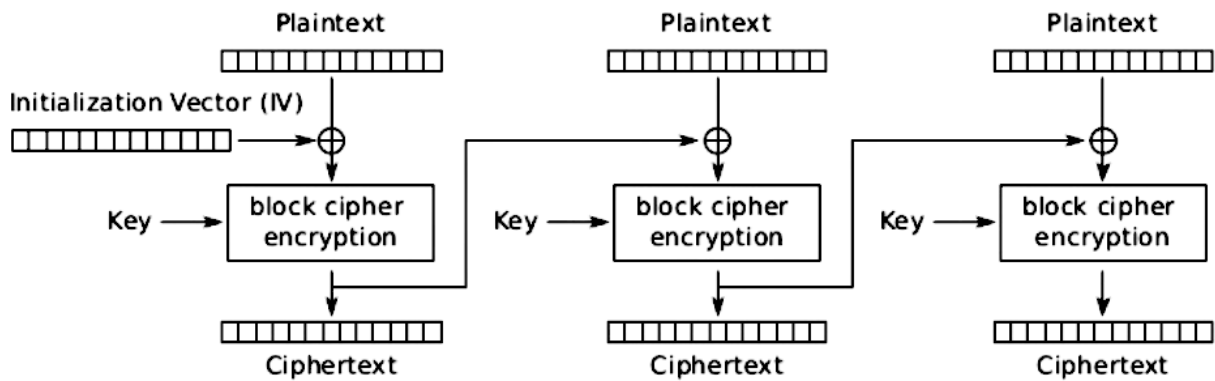 Plaintext
Plaintext
Plaintext
Initialization Vector (IV)
Key
block cipher
encryption
Key
block cipher
encryption
Key
block cipher
encryption
Ciphertext
Ciphertext
Ciphertext